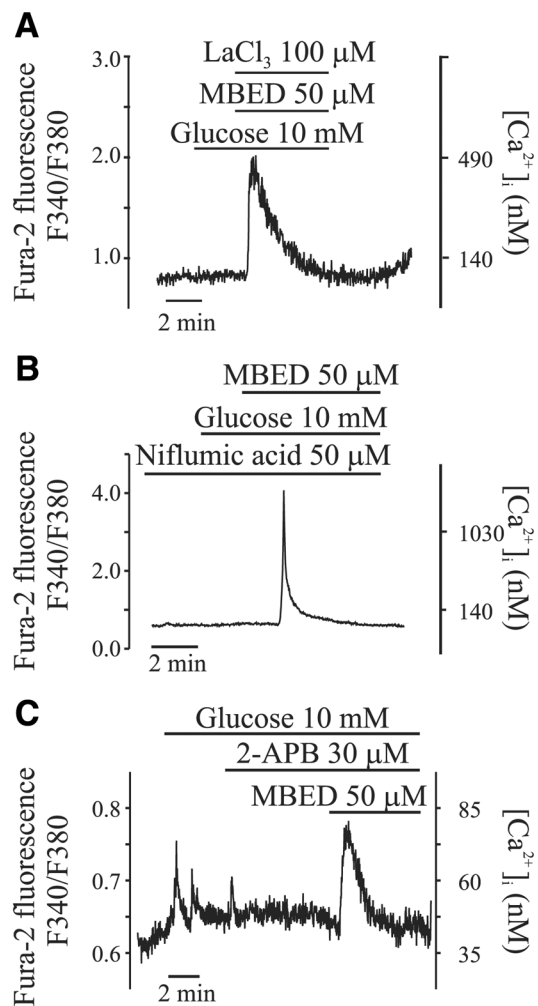 A
LaCl₃ 100 μM
MBED 50 μM
Glucose 10 mM
Fura-2 fluorescence
F340/F380
3.0
2.0
1.0
490
140
[Ca²⁺]ᵢ (nM)
2 min
B
MBED 50 μM
Glucose 10 mM
Niflumic acid 50 μM
Fura-2 fluorescence
F340/F380
4.0
2.0
0.0
1030
140
[Ca²⁺]ᵢ (nM)
2 min
C
Glucose 10 mM
2-APB 30 μM
MBED 50 μM
Fura-2 fluorescence
F340/F380
0.8
0.7
0.6
85
60
35
[Ca²⁺]ᵢ (nM)
2 min